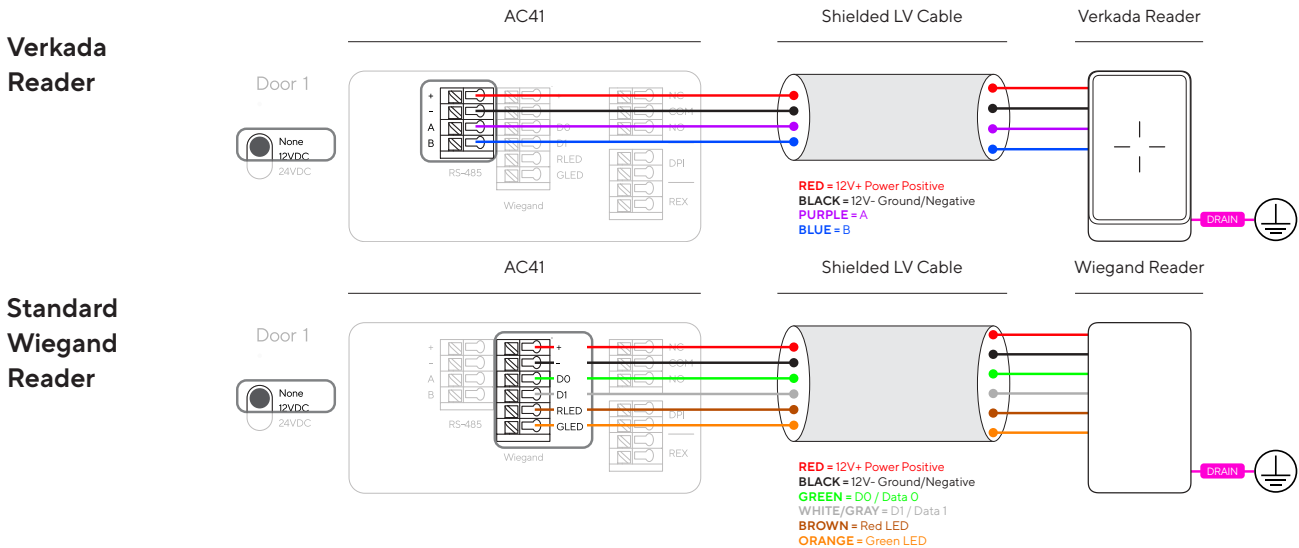 AC41
Shielded LV Cable
Verkada Reader
Verkada
Reader
Door 1
None
12VDC
24VDC
+
-
A
B
RS-485
D0
D1
RLED
GLED
Wiegand
NC
COM
NO
DPI
REX
RED = 12V+ Power Positive
BLACK = 12V- Ground/Negative
PURPLE = A
BLUE = B
DRAIN
AC41
Shielded LV Cable
Wiegand Reader
Standard
Wiegand
Reader
Door 1
None
12VDC
24VDC
+
-
A
B
RS-485
+
-
D0
D1
RLED
GLED
Wiegand
NC
COM
NO
DPI
REX
RED = 12V+ Power Positive
BLACK = 12V- Ground/Negative
GREEN = D0 / Data 0
WHITE/GRAY = D1 / Data 1
BROWN = Red LED
ORANGE = Green LED
DRAIN